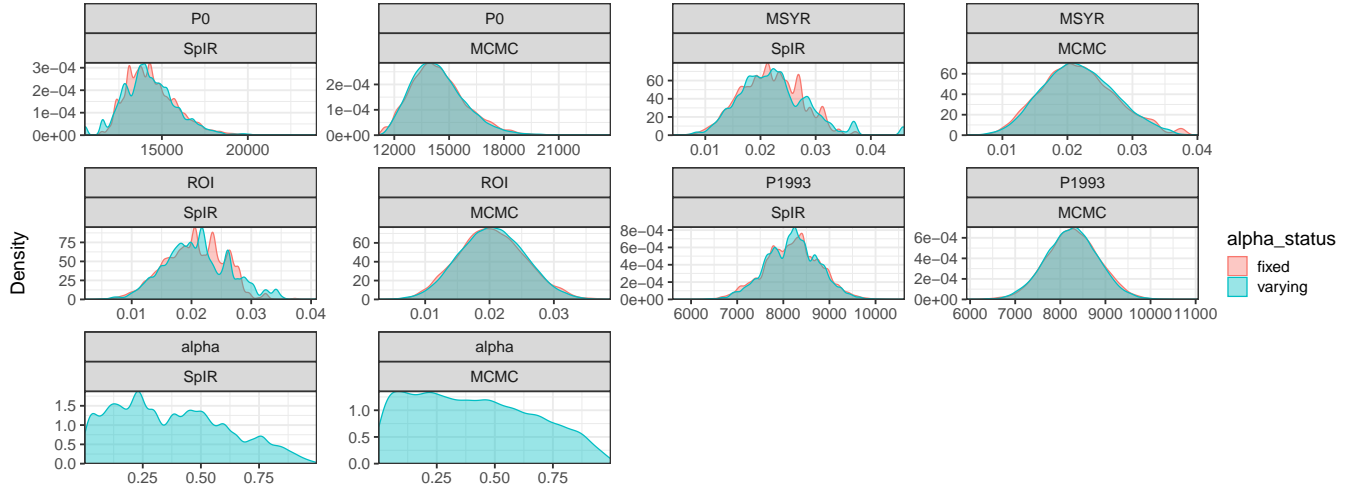 P0 P0 MSYR MSYR
SpIR MCMC SpIR MCMC
3e−04
2e−04
1e−04
0e+00
15000 20000
2e−04
1e−04
0e+00
12000 15000 18000 21000
60
40
20
0
0.01 0.02 0.03 0.04
60
40
20
0
0.01 0.02 0.03 0.04
ROI ROI P1993 P1993
SpIR MCMC SpIR MCMC
75
50
25
0
0.01 0.02 0.03 0.04
60
40
20
0
0.01 0.02 0.03
8e−04
6e−04
4e−04
2e−04
0e+00
6000 7000 8000 9000 10000
6e−04
4e−04
2e−04
0e+00
6000 7000 8000 9000 10000 11000
alpha alpha
SpIR MCMC
1.5
1.0
0.5
0.0
0.25 0.50 0.75
1.0
0.5
0.0
0.25 0.50 0.75
Density
alpha_status
fixed
varying